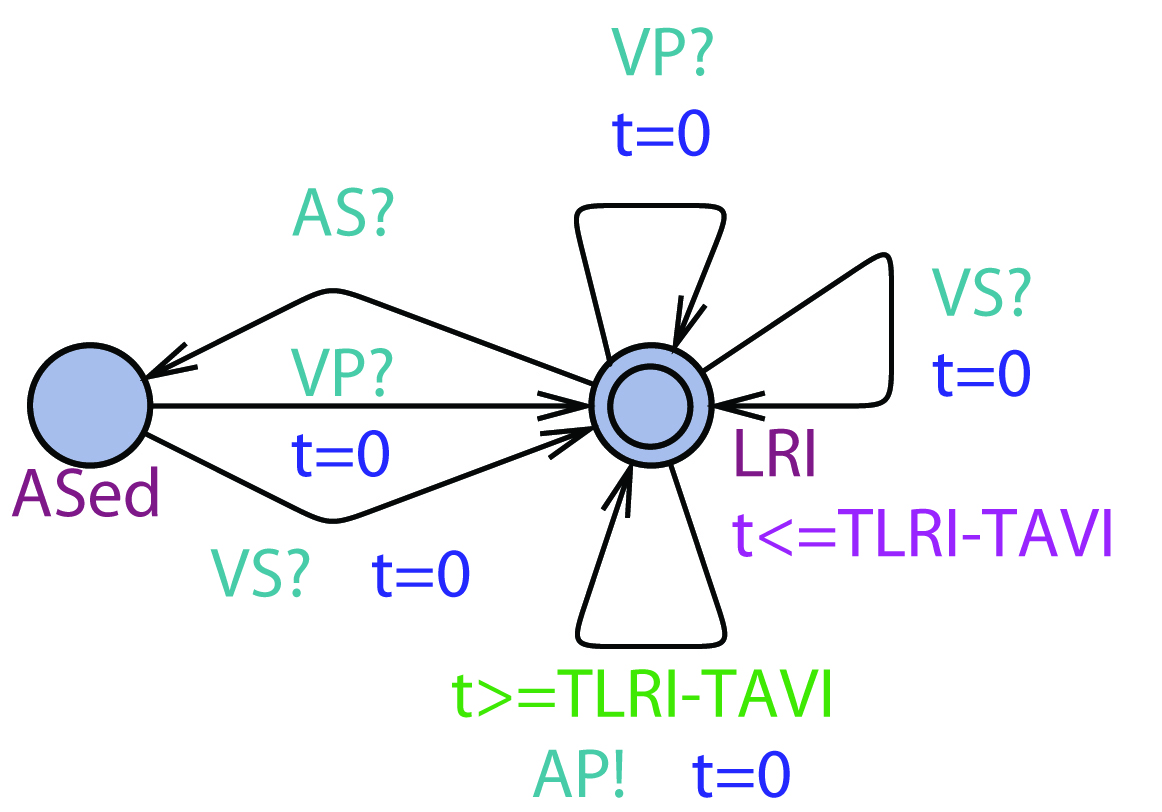 VP?
t=0
AS?
VS?
t=0
VP?
t=0
LRI
ASed
t<=TLRI-TAVI
VS? t=0
t>=TLRI-TAVI
AP! t=0